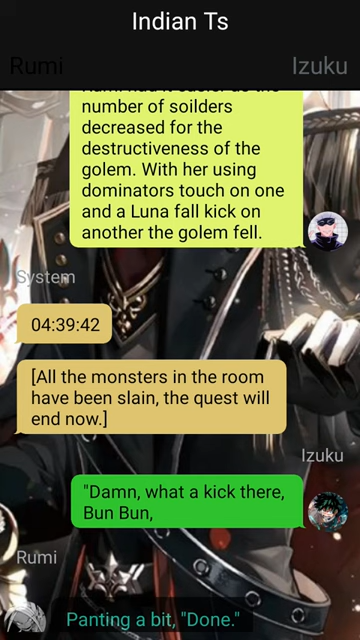 Indian Ts
Rumi
Izuku
number of soilders
decreased for the
destructiveness of the
golem. With her using
dominators touch on one
and a Luna fall kick on
another the golem fell.
System
04:39:42
[All the monsters in the room
have been slain, the quest will
end now.]
Izuku
"Damn, what a kick there,
Bun Bun,
Rumi
Panting a bit, "Done."